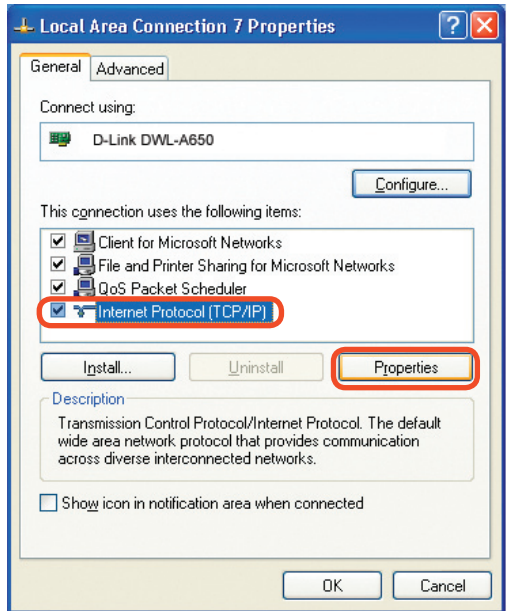 Local Area Connection 7 Properties
?
General
Advanced
Connect using:
D-Link DWL-A650
Configure...
This connection uses the following items:
Client for Microsoft Networks
File and Printer Sharing for Microsoft Networks
QoS Packet Scheduler
Internet Protocol (TCP/IP)
Install...
Uninstall
Properties
Description
Transmission Control Protocol/Internet Protocol. The default
wide area network protocol that provides communication
across diverse interconnected networks.
Show icon in notification area when connected
OK
Cancel